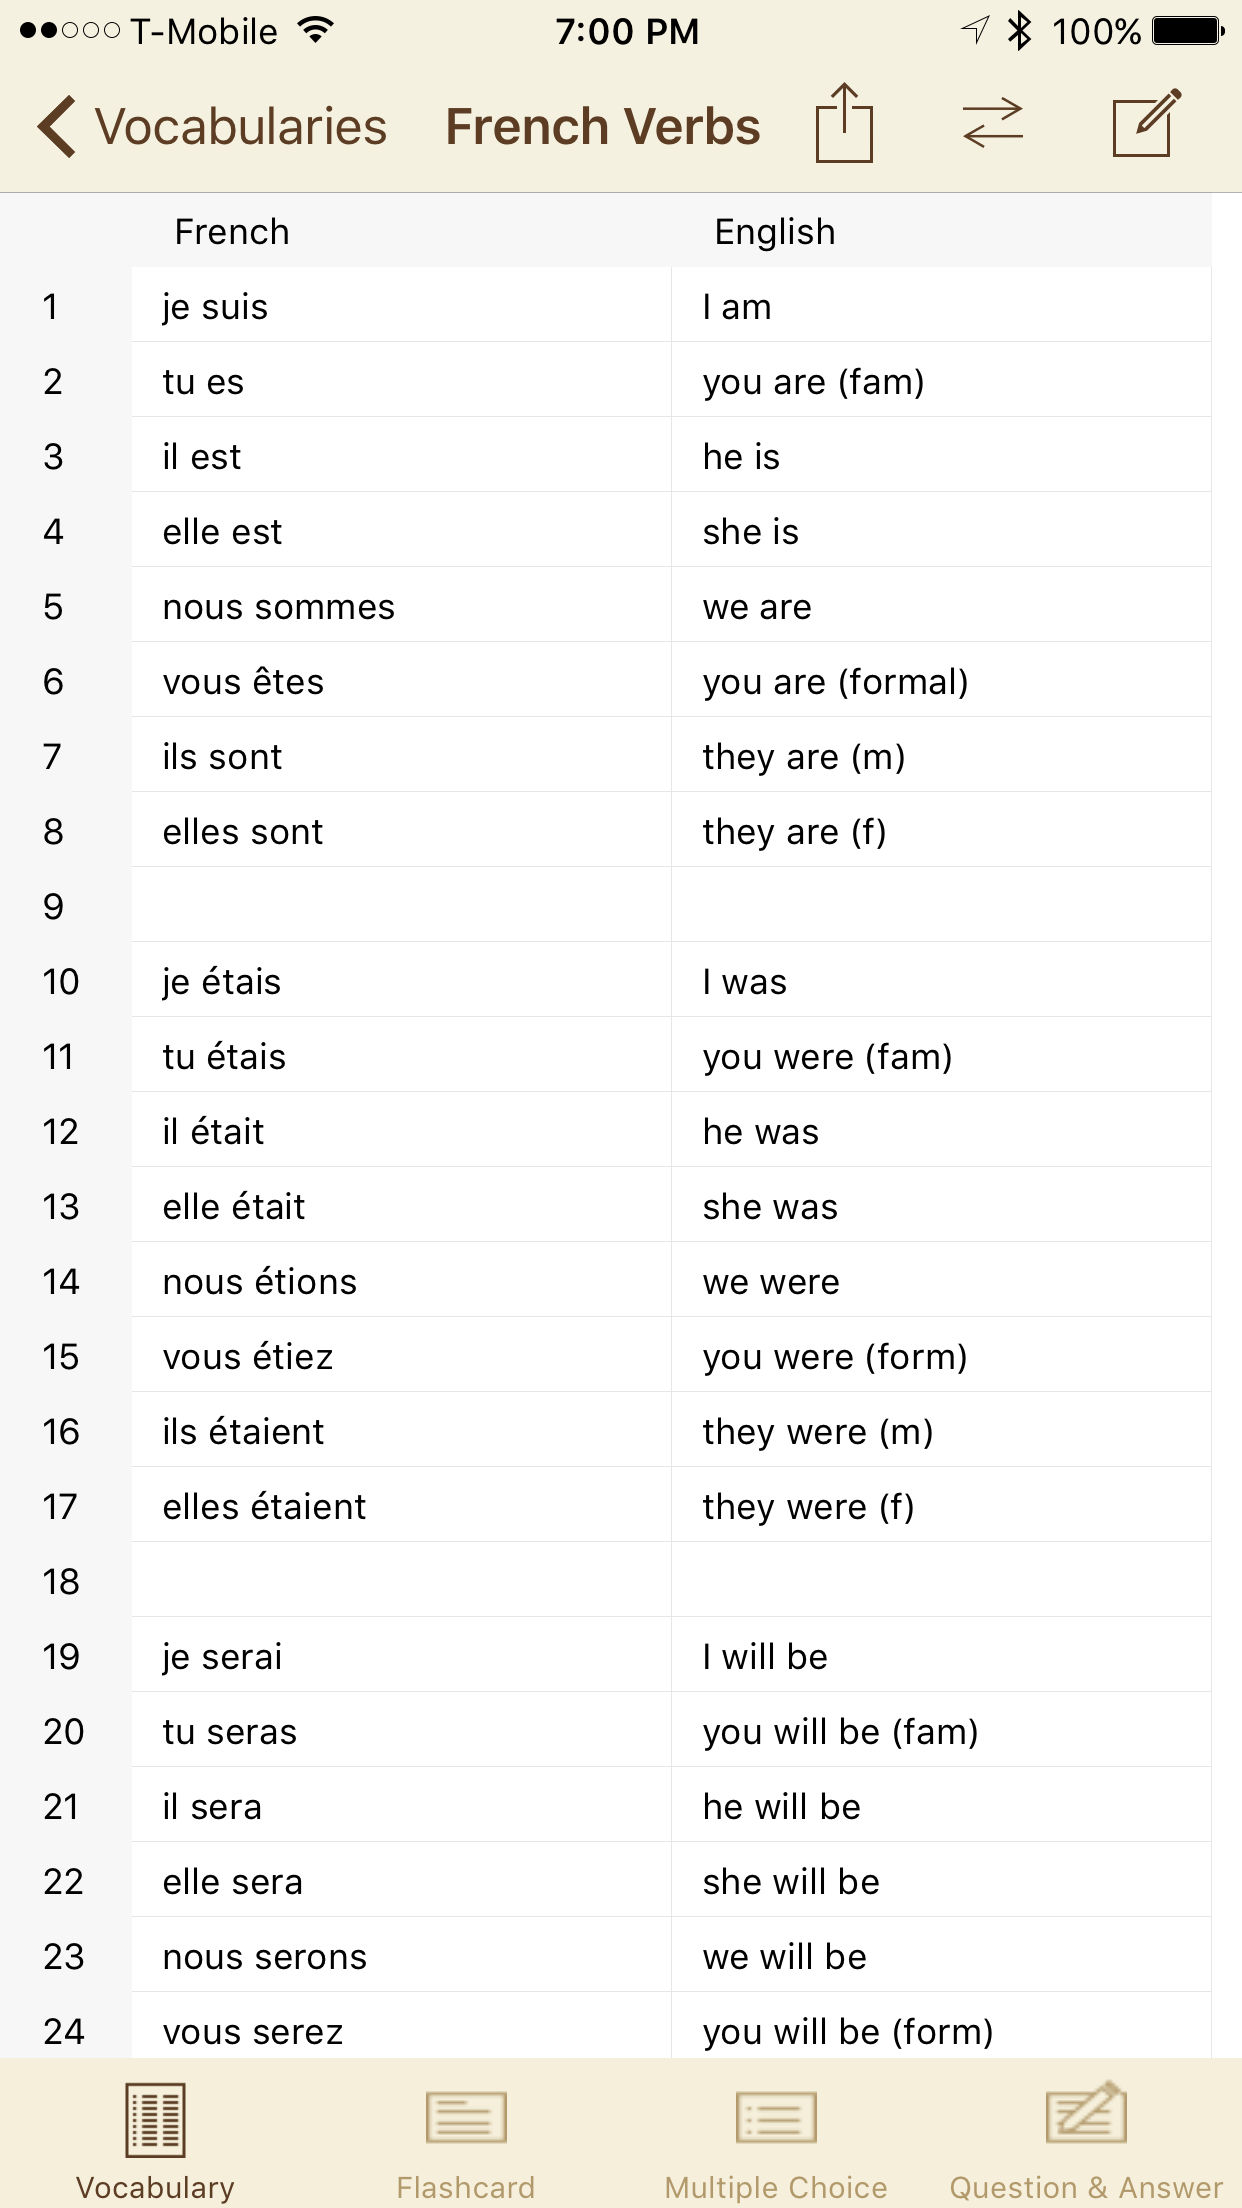 T-Mobile 7:00 PM 100%
Vocabularies French Verbs
French English
1 je suis I am
2 tu es you are (fam)
3 il est he is
4 elle est she is
5 nous sommes we are
6 vous êtes you are (formal)
7 ils sont they are (m)
8 elles sont they are (f)
9
10 je étais I was
11 tu étais you were (fam)
12 il était he was
13 elle était she was
14 nous étions we were
15 vous étiez you were (form)
16 ils étaient they were (m)
17 elles étaient they were (f)
18
19 je serai I will be
20 tu seras you will be (fam)
21 il sera he will be
22 elle sera she will be
23 nous serons we will be
24 vous serez you will be (form)
Vocabulary Flashcard Multiple Choice Question & Answer